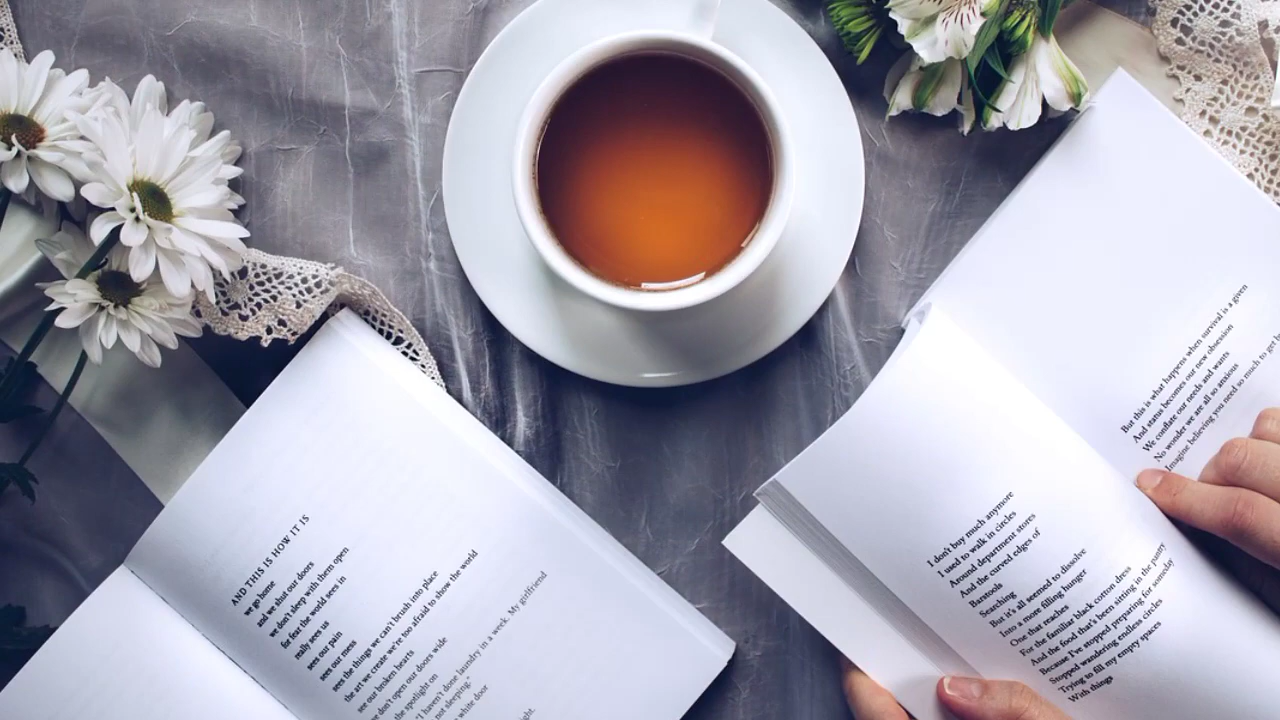 AND THIS IS HOW IT IS
we go home
and we seal our doors
we don't sleep with them open
for fear the world sees in
really sees us
sees our pain
sees our mess
sees the things we can't brush into place
the art we create we're too afraid to show the world
see our broken hearts
don't open our doors wide
the spotlight on
"I haven't done laundry in a week. My girlfriend
not sleeping."
white door
I don't buy much anymore
I used to walk in circles
Around department stores
And the curved edges of
Barstools
Searching
But it's all seemed to dissolve
Into a more filling hunger
One that reaches
For the familiar black cotton dress
And the food that's been sitting in the pantry
Because I've stopped preparing for someday
Stopped wandering endless circles
Trying to fill my empty spaces
With things
But this is what happens when survival is a given
And status becomes our new obsession
We conflate our needs and wants
No wonder we are all so anxious
Imagine believing you need so much to get